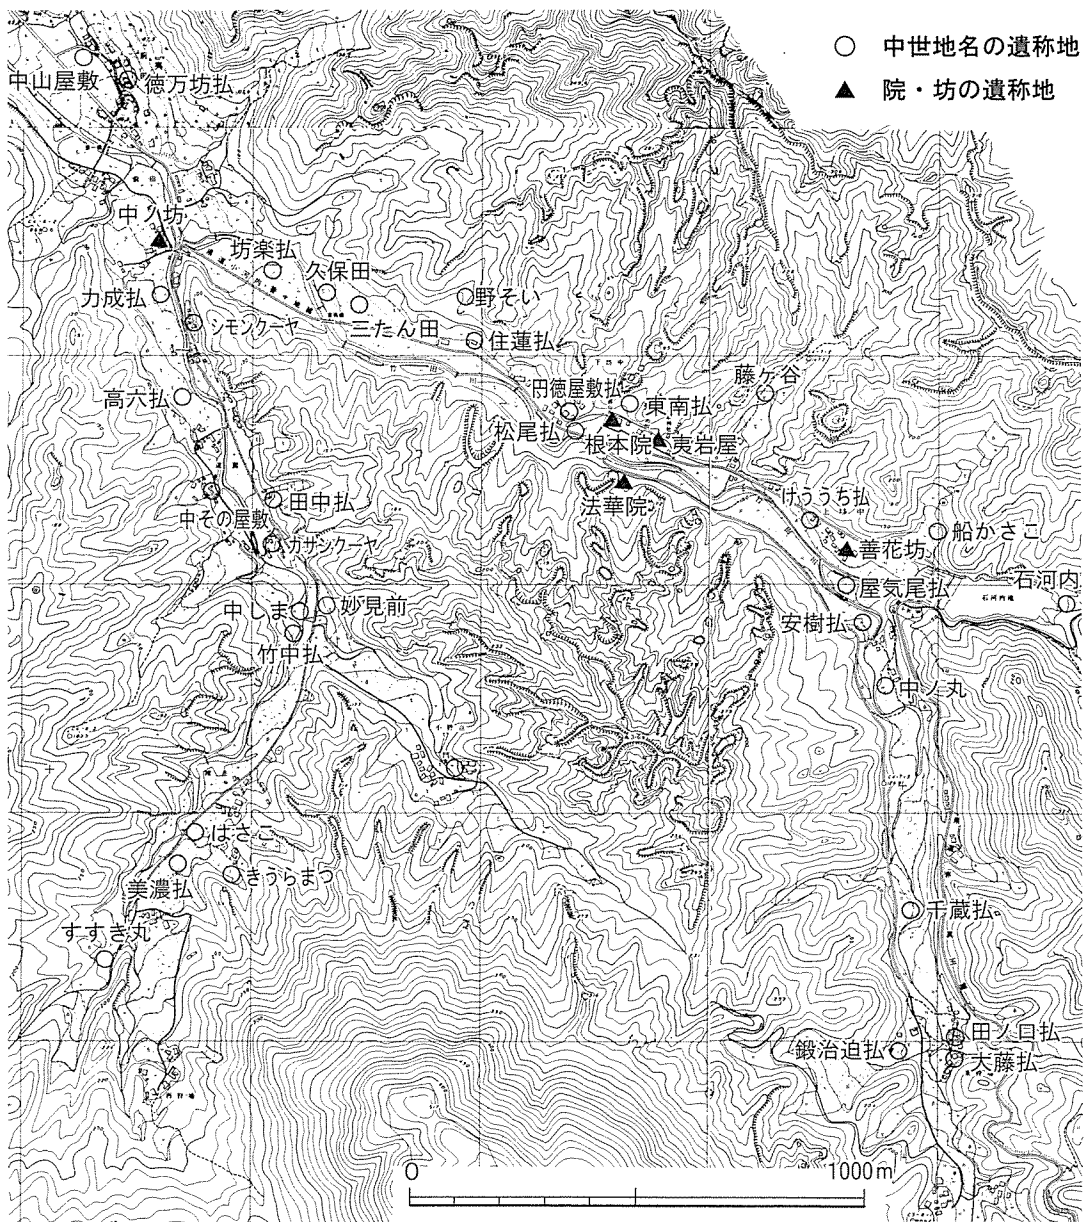 ○ 中世地名の遺称地
▲ 院・坊の遺称地
中山屋敷
徳万坊払
中ノ坊
坊楽払
久保田
力成払
三たん田
野そい
シモンクーヤ
住蓮払
高六払
円徳屋敷払
東南払
藤ヶ谷
松尾払
根本院
夷岩屋
法華院
けううち払
田中払
中その屋敷
ガサンクーヤ
船かさこ
善花坊
屋気尾払
石河内
石河内滝
中しま
妙見前
安樹払
竹中払
中ノ丸
はさこ
きうらまつ
美濃払
すすき丸
千蔵払
田ノ口払
鍛治迫払
大藤払
0
1000m